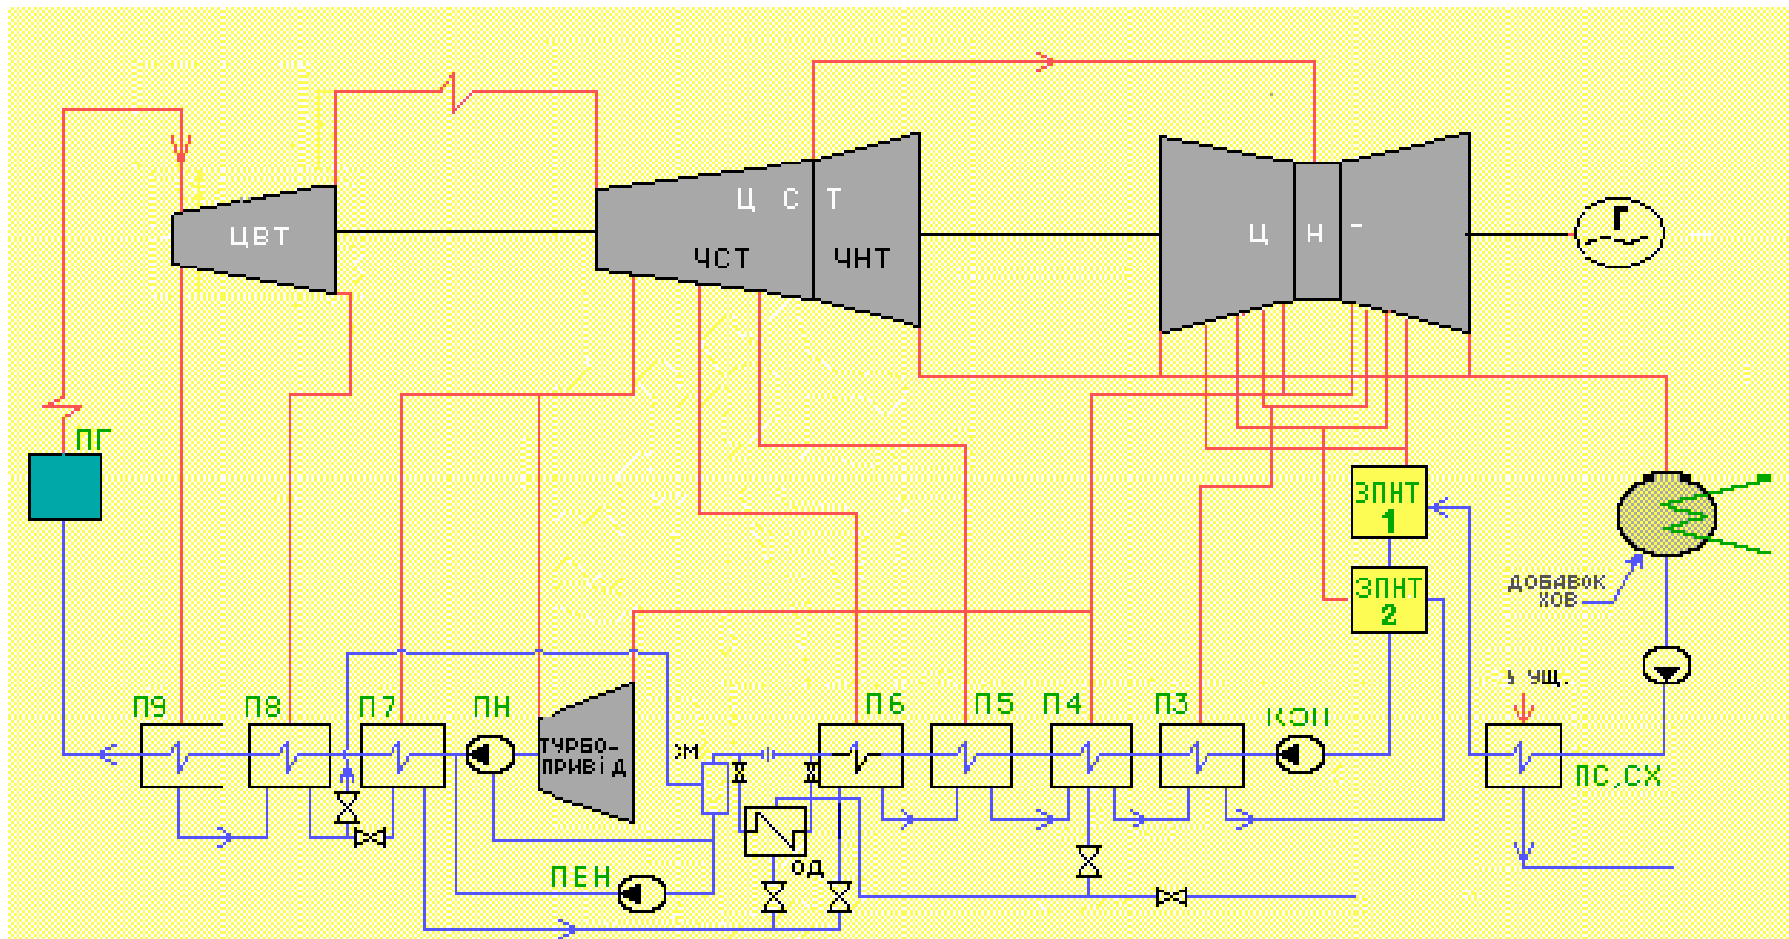 Ц С Т
ЦВТ
ЧСТ
ЧНТ
Ц Н
Г
ПГ
ЗПНТ
1
ЗПНТ
2
ДОБАВОК
ХОВ
П9
П8
П7
ПН
П6
П5
П4
П3
КЭН
ТУРБО-
ПРИВІД
ПС,СХ
ОД
ПЕН